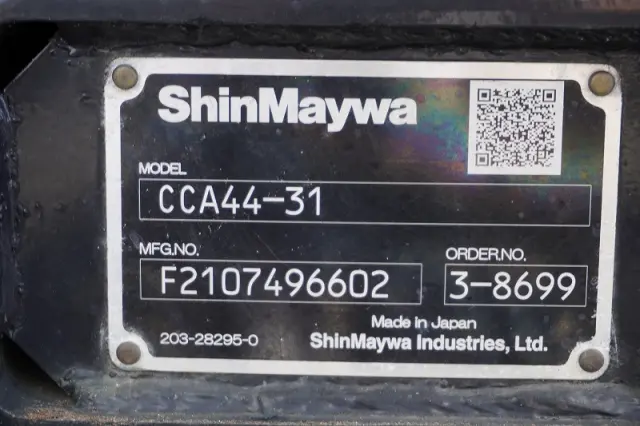 ShinMaywa
MODEL
CCA44-31
MFG.NO. ORDER.NO.
F2107496602 3-8699
Made in Japan
203-28295-0 ShinMaywa Industries, Ltd.